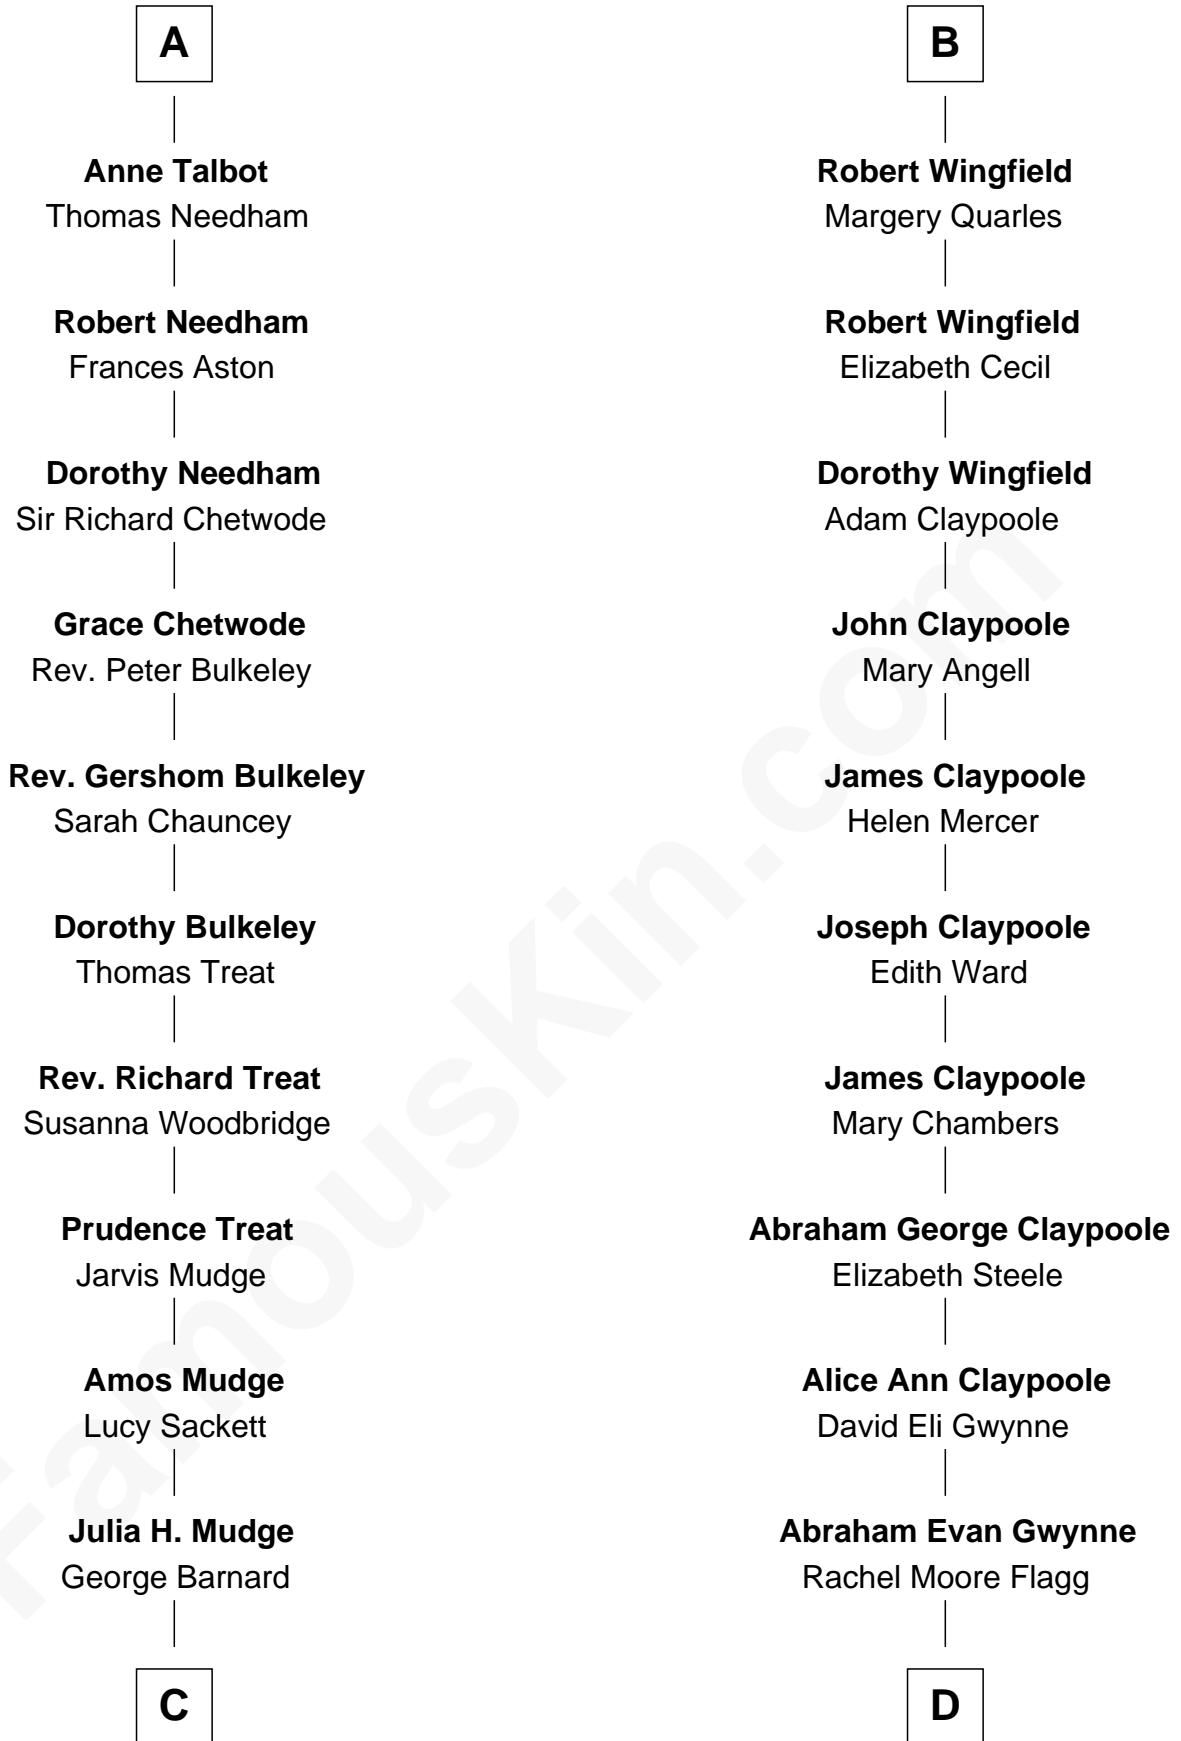 A
Anne Talbot
Thomas Needham
Robert Needham
Frances Aston
Dorothy Needham
Sir Richard Chetwode
Grace Chetwode
Rev. Peter Bulkeley
Rev. Gershom Bulkeley
Sarah Chauncey
Dorothy Bulkeley
Thomas Treat
Rev. Richard Treat
Susanna Woodbridge
Prudence Treat
Jarvis Mudge
Amos Mudge
Lucy Sackett
Julia H. Mudge
George Barnard
C
B
Robert Wingfield
Margery Quarles
Robert Wingfield
Elizabeth Cecil
Dorothy Wingfield
Adam Claypoole
John Claypoole
Mary Angell
James Claypoole
Helen Mercer
Joseph Claypoole
Edith Ward
James Claypoole
Mary Chambers
Abraham George Claypoole
Elizabeth Steele
Alice Ann Claypoole
David Eli Gwynne
Abraham Evan Gwynne
Rachel Moore Flagg
D
FamousKin.com